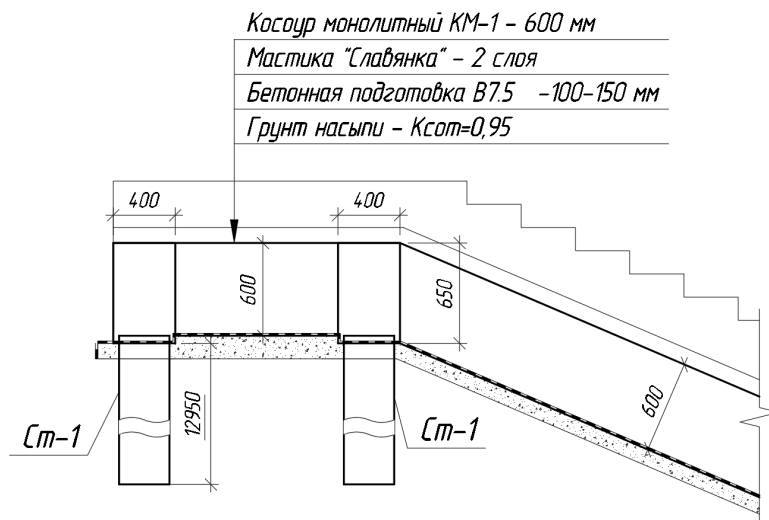 Косоур монолитный КМ-1 - 600 мм
Мастика "Славянка" - 2 слоя
Бетонная подготовка В7.5 -100-150 мм
Грунт насыпи - Ксот=0,95
400
400
600
650
600
12950
Ст-1
Ст-1